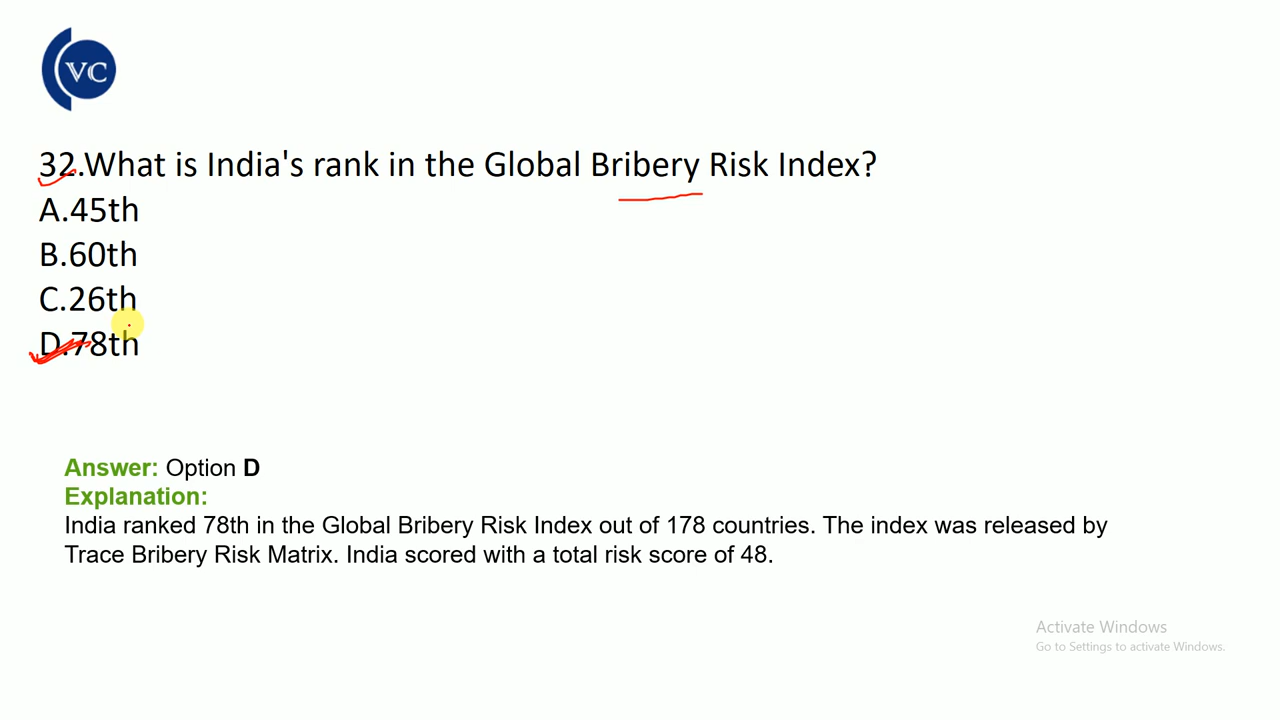 VC
32.What is India's rank in the Global Bribery Risk Index?
A.45th
B.60th
C.26th
D.78th
Answer: Option D
Explanation:
India ranked 78th in the Global Bribery Risk Index out of 178 countries. The index was released by
Trace Bribery Risk Matrix. India scored with a total risk score of 48.
Activate Windows
Go to Settings to activate Windows.